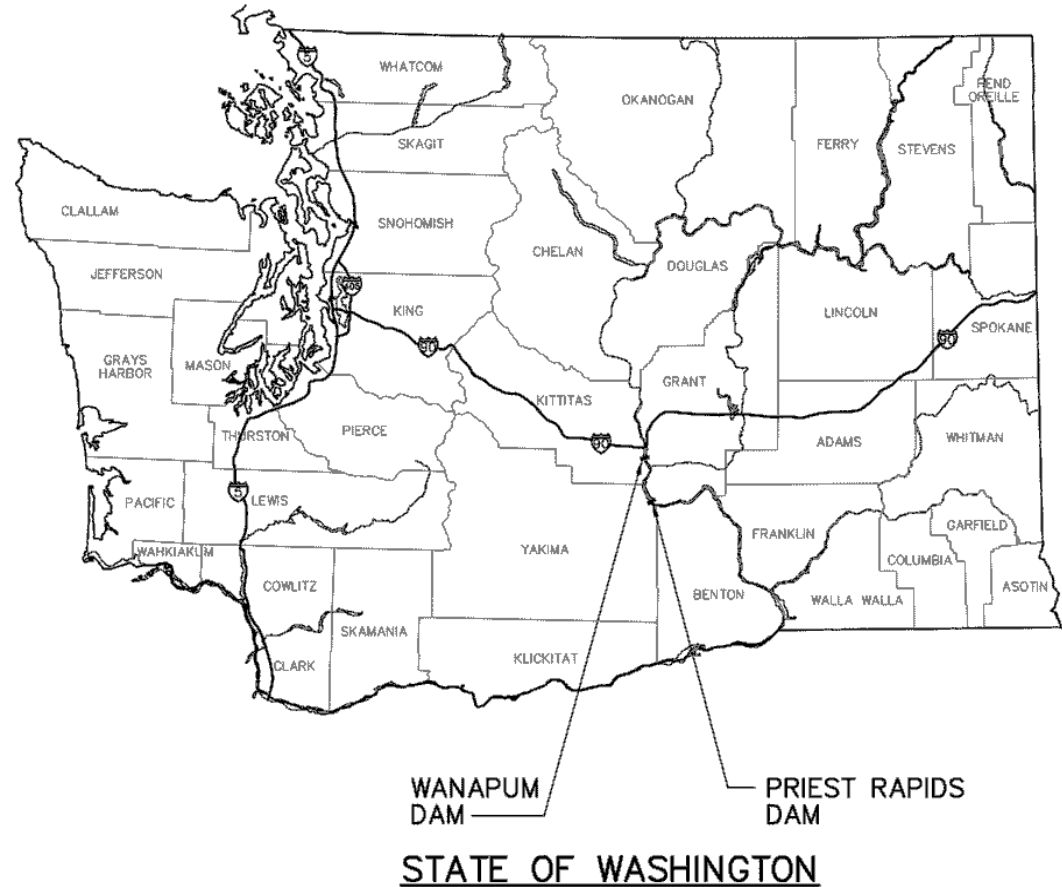 5
WHATCOM
OKANOGAN
PEND
OREILLE
FERRY
STEVENS
SKAGIT
CLALLAM
SNOHOMISH
CHELAN
DOUGLAS
JEFFERSON
405
KING
LINCOLN
SPOKANE
90
90
GRAYS
HARBOR
MASON
GRANT
KITTITAS
THURSTON
PIERCE
90
ADAMS
WHITMAN
5
LEWIS
PACIFIC
FRANKLIN
GARFIELD
WAHKIAKUM
YAKIMA
COLUMBIA
COWLITZ
BENTON
WALLA WALLA
ASOTIN
SKAMANIA
KLICKITAT
CLARK
WANAPUM
DAM
PRIEST RAPIDS
DAM
STATE OF WASHINGTON